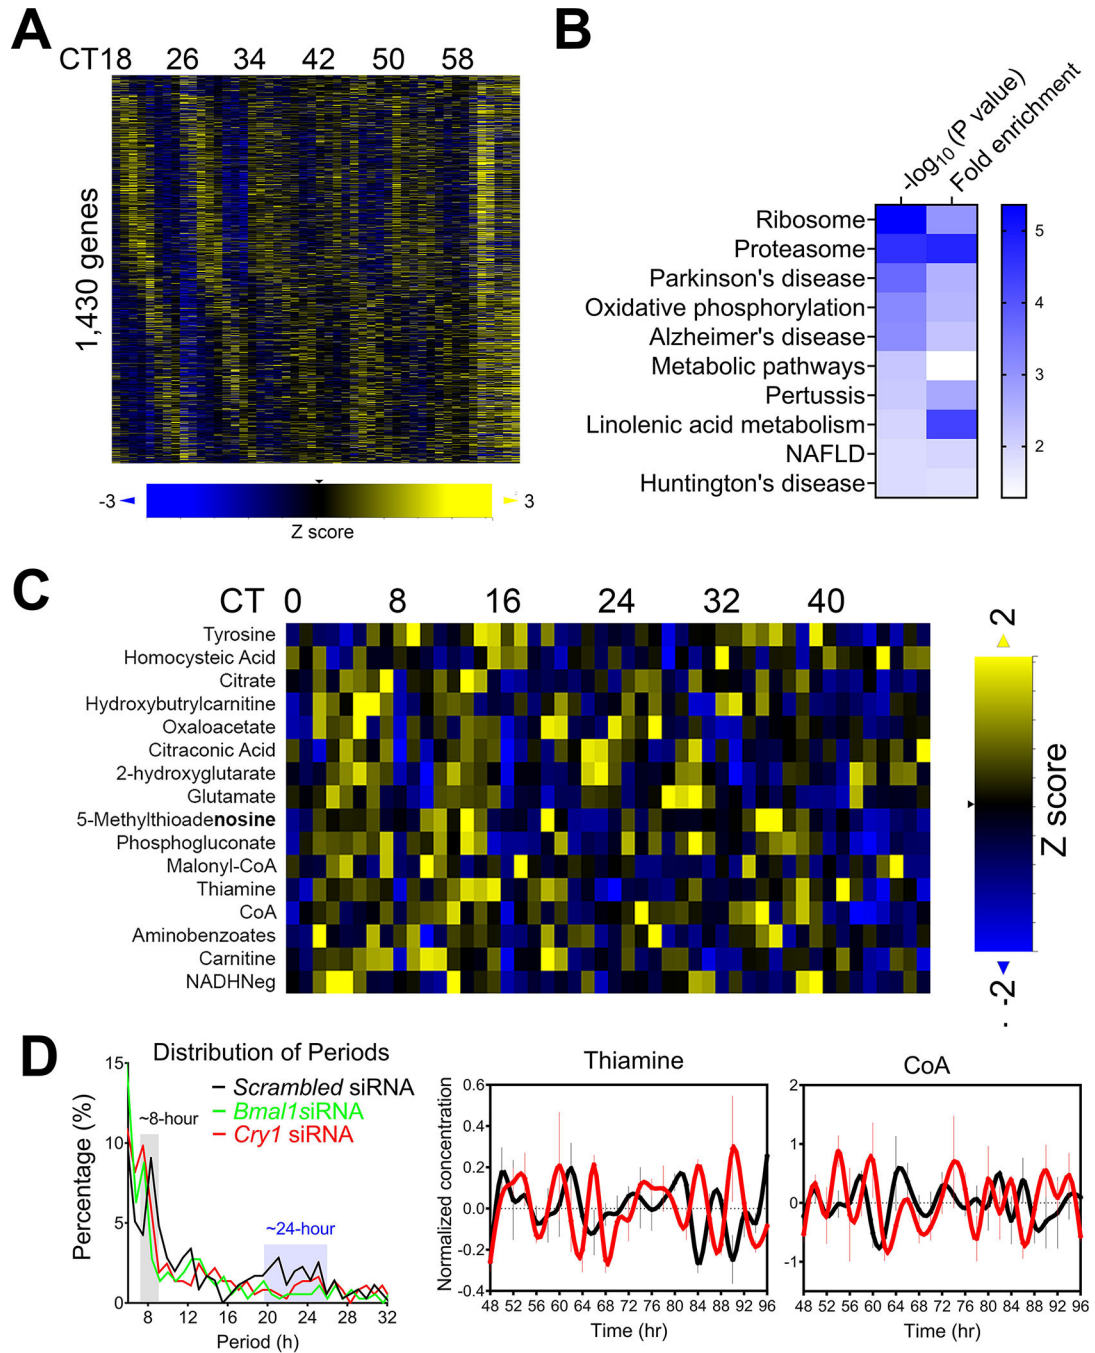 A
CT18 26 34 42 50 58
1,430 genes
-3 3
Z score
B
-log10 (P value)
Fold enrichment
Ribosome
Proteasome
Parkinson's disease
Oxidative phosphorylation
Alzheimer's disease
Metabolic pathways
Pertussis
Linolenic acid metabolism
NAFLD
Huntington's disease
5
4
3
2
C
CT 0 8 16 24 32 40
Tyrosine
Homocysteic Acid
Citrate
Hydroxybutrylcarnitine
Oxaloacetate
Citraconic Acid
2-hydroxyglutarate
Glutamate
5-Methylthioadenosine
Phosphogluconate
Malonyl-CoA
Thiamine
CoA
Aminobenzoates
Carnitine
NADHNeg
2
Z score
-2
D
Distribution of Periods
Percentage (%)
15
10
5
0
Scrambled siRNA
Bmal1siRNA
Cry1 siRNA
~8-hour
~24-hour
8 12 16 20 24 28 32
Period (h)
Thiamine
Normalized concentration
0.6
0.4
0.2
0.0
-0.2
-0.4
48 52 56 60 64 68 72 76 80 84 88 92 96
Time (hr)
CoA
2
1
0
-1
48 52 56 60 64 68 72 76 80 84 88 92 96
Time (hr)